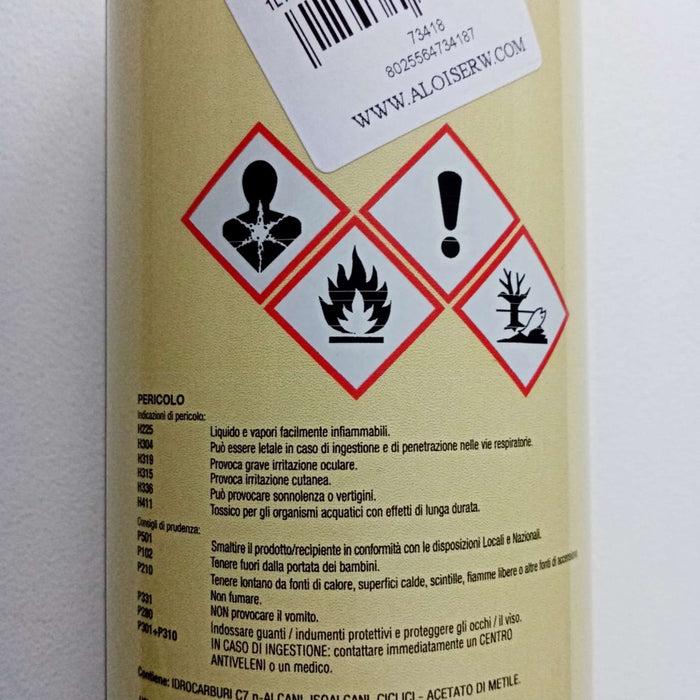 73418
8025564734187
WWW.ALOISERW.COM
PERICOLO
Indicazioni di pericolo:
H225 Liquido e vapori facilmente infiammabili.
H304 Può essere letale in caso di ingestione e di penetrazione nelle vie respiratorie.
H319 Provoca grave irritazione oculare.
H315 Provoca irritazione cutanea.
H336 Può provocare sonnolenza o vertigini.
H411 Tossico per gli organismi acquatici con effetti di lunga durata.
Consigli di prudenza:
P501 Smaltire il prodotto/recipiente in conformità con le disposizioni Locali e Nazionali.
P102 Tenere fuori dalla portata dei bambini.
P210 Tenere lontano da fonti di calore, superfici calde, scintille, fiamme libere o altre fonti di accensione.
Non fumare.
P331 NON provocare il vomito.
P280 Indossare guanti / indumenti protettivi e proteggere gli occhi / il viso.
P301+P310 IN CASO DI INGESTIONE: contattare immediatamente un CENTRO
ANTIVELENI o un medico.
Contiene: IDROCARBURI C7 n-ALCANI, ISOALCANI, CICLICI - ACETATO DI METILE.